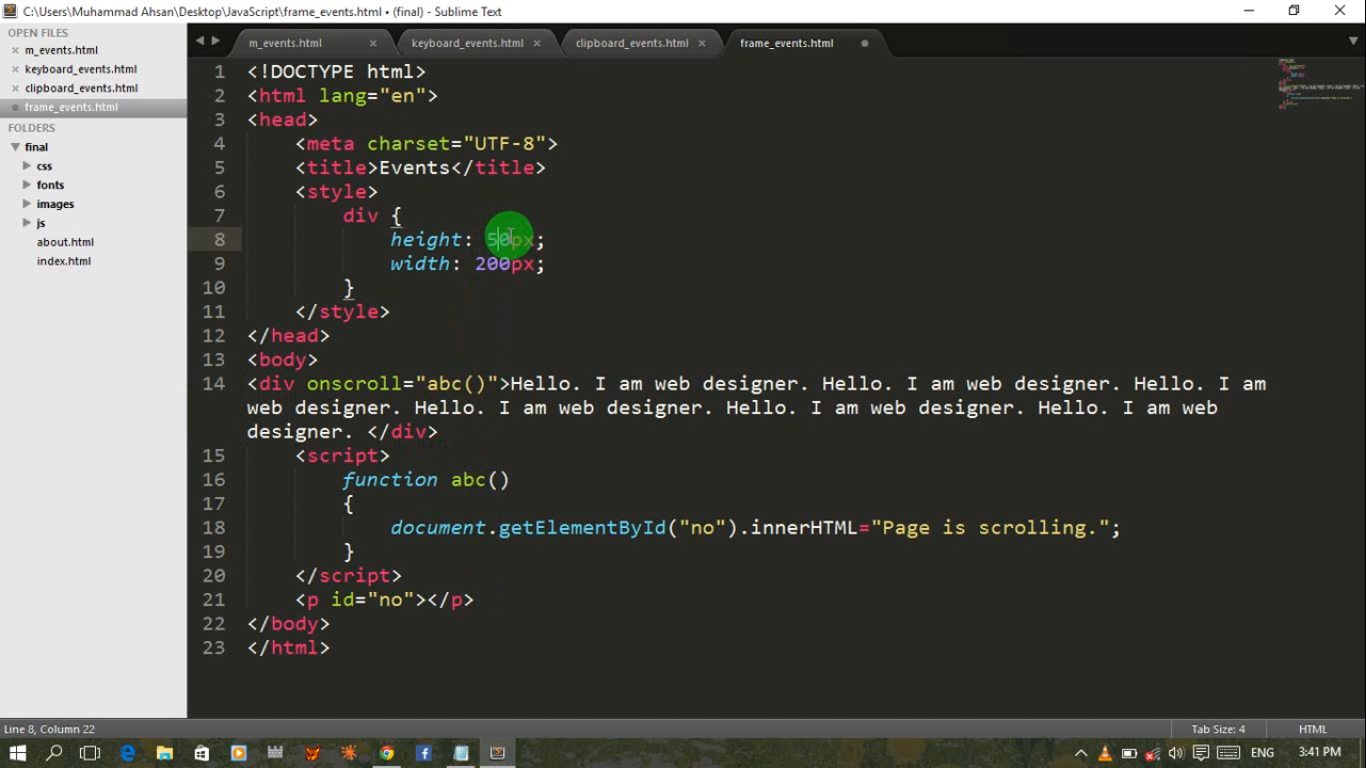 C:\Users\Muhammad Ahsan\Desktop\JavaScript\frame_events.html • (final) - Sublime Text
OPEN FILES
m_events.html
keyboard_events.html
clipboard_events.html
frame_events.html
FOLDERS
final
css
fonts
images
js
about.html
index.html
m_events.html
keyboard_events.html
clipboard_events.html
frame_events.html
1 <!DOCTYPE html>
2 <html lang="en">
3 <head>
4 <meta charset="UTF-8">
5 <title>Events</title>
6 <style>
7 div {
8 height: 50px;
9 width: 200px;
10 }
11 </style>
12 </head>
13 <body>
14 <div onscroll="abc()">Hello. I am web designer. Hello. I am web designer. Hello. I am
web designer. Hello. I am web designer. Hello. I am web designer. Hello. I am web
designer. </div>
15 <script>
16 function abc()
17 {
18 document.getElementById("no").innerHTML="Page is scrolling.";
19 }
20 </script>
21 <p id="no"></p>
22 </body>
23 </html>
Line 8, Column 22
Tab Size: 4
HTML
ENG
3:41 PM